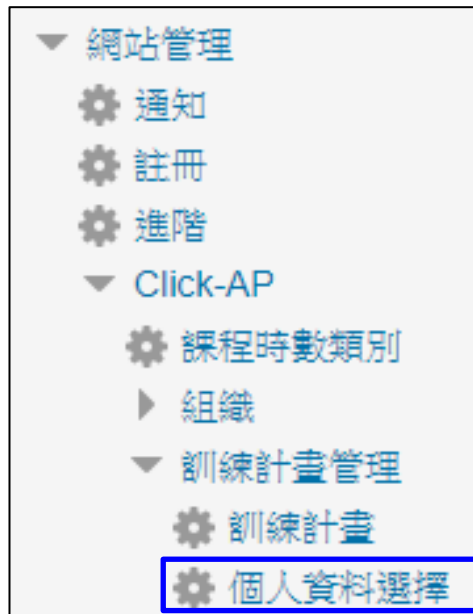 網站管理
通知
註冊
進階
Click-AP
課程時數類別
組織
訓練計畫管理
訓練計畫
個人資料選擇